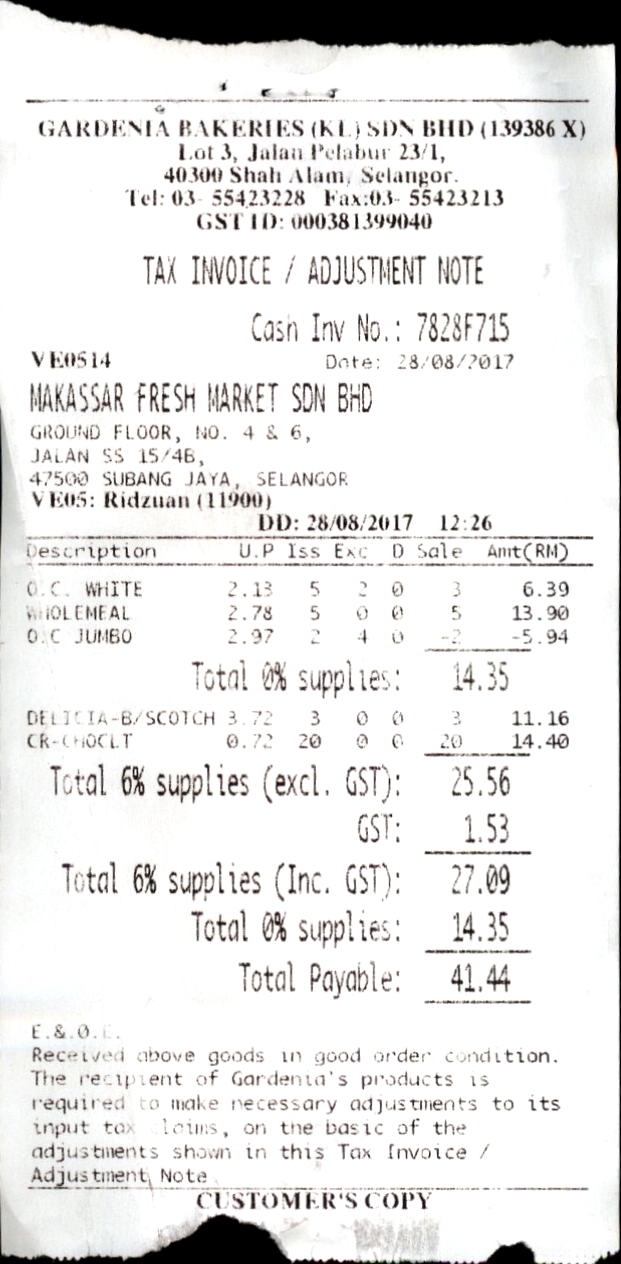 GARDENIA BAKERIES (KL) SDN BHD (139386 X)
Lot 3, Jalan Pelabur 23/1,
40300 Shah Alam, Selangor.
Tel: 03- 55423228 Fax:03- 55423213
GST ID: 000381399040
TAX INVOICE / ADJUSTMENT NOTE
Cash Inv No.: 7828F715
VE0514 Date: 28/08/2017
MAKASSAR FRESH MARKET SDN BHD
GROUND FLOOR, NO. 4 & 6,
JALAN SS 15/4B,
47500 SUBANG JAYA, SELANGOR
VE05: Ridzuan (11900)
DD: 28/08/2017 12:26
Description U.P Iss Exc D Sale Amt(RM)
O.C. WHITE 2.13 5 2 0 3 6.39
WHOLEMEAL 2.78 5 0 0 5 13.90
O.C JUMBO 2.97 2 4 0 -2 -5.94
Total 0% supplies: 14.35
DELICIA-B/SCOTCH 3.72 3 0 0 3 11.16
CR-CHOCLT 0.72 20 0 0 20 14.40
Total 6% supplies (excl. GST): 25.56
GST: 1.53
Total 6% supplies (Inc. GST): 27.09
Total 0% supplies: 14.35
Total Payable: 41.44
E.&.O.E.
Received above goods in good order condition.
The recipient of Gardenia's products is
required to make necessary adjustments to its
input tax claims, on the basic of the
adjustments shown in this Tax Invoice /
Adjustment Note
CUSTOMER'S COPY